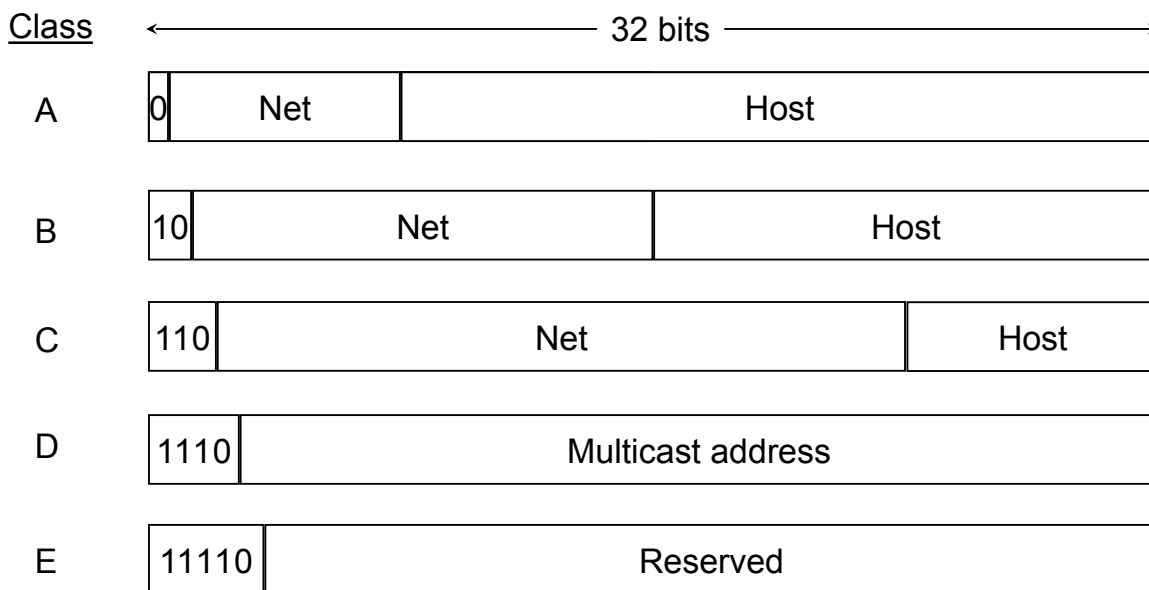 Class 32 bits
A 0 Net Host
B 10 Net Host
C 110 Net Host
D 1110 Multicast address
E 11110 Reserved